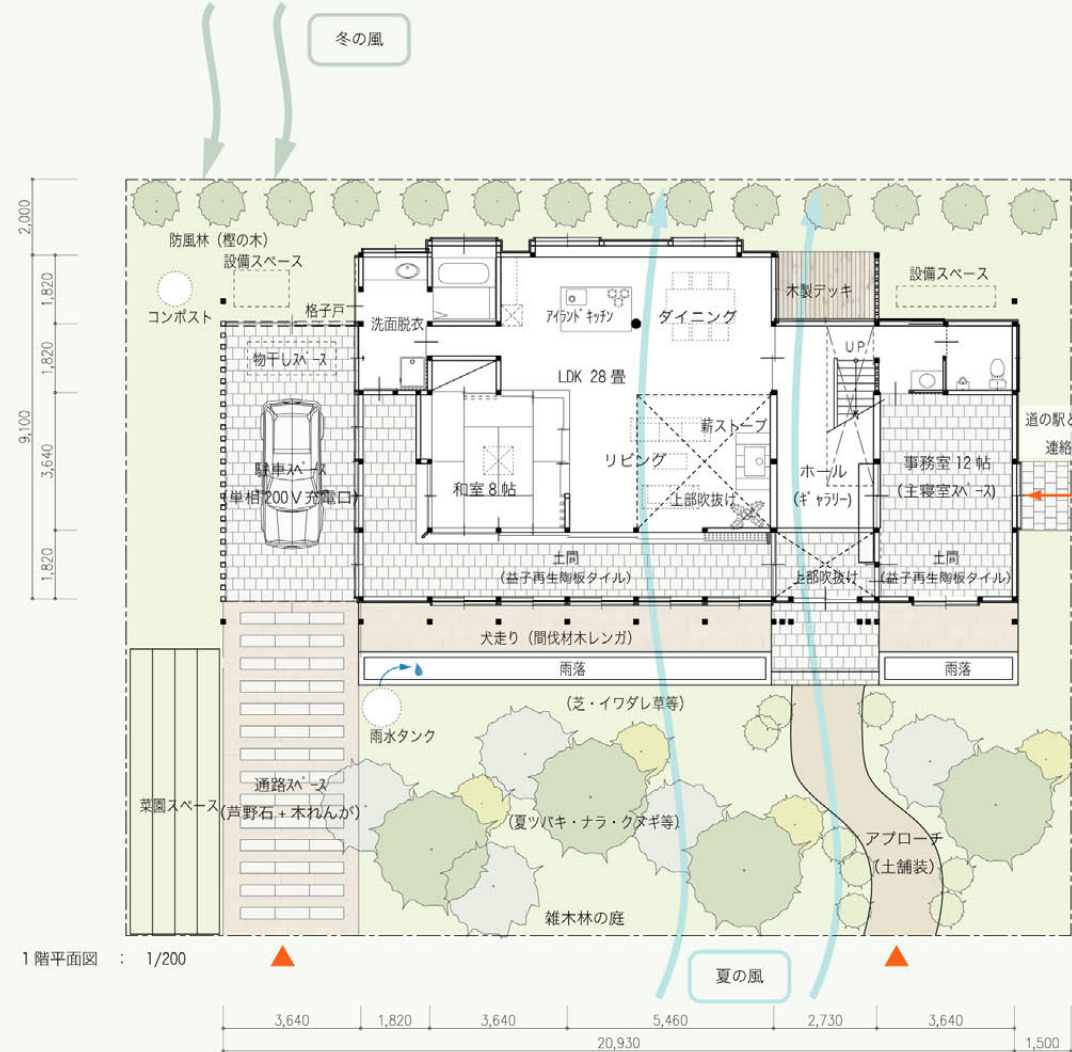 冬の風
2,000
防風林（樫の木）
設備スペース
コンポスト
格子戸
洗面脱衣
アイランドキッチン
ダイニング
木製デッキ
設備スペース
1,820
物干しスペース
UP
1,820
LDK 28 畳
9,100
3,640
駐車スペース
(単相 200V 充電口)
和室 8 帖
リビング
薪ストーブ
上部吹抜け
ホール
(ギャラリー)
事務室 12 帖
(主寝室スペース)
道の駅と
連絡
1,820
土間
(益子再生陶板タイル)
上部吹抜け
土間
(益子再生陶板タイル)
犬走り（間伐材木レンガ）
雨落
雨落
雨水タンク
(芝・イワダレ草等)
菜園スペース
通路スペース
(芦野石 + 木れんが)
(夏ツバキ・ナラ・クヌギ等)
アプローチ
(土舗装)
雑木林の庭
1 階平面図　:　1/200
夏の風
3,640
1,820
3,640
5,460
2,730
3,640
20,930
1,500